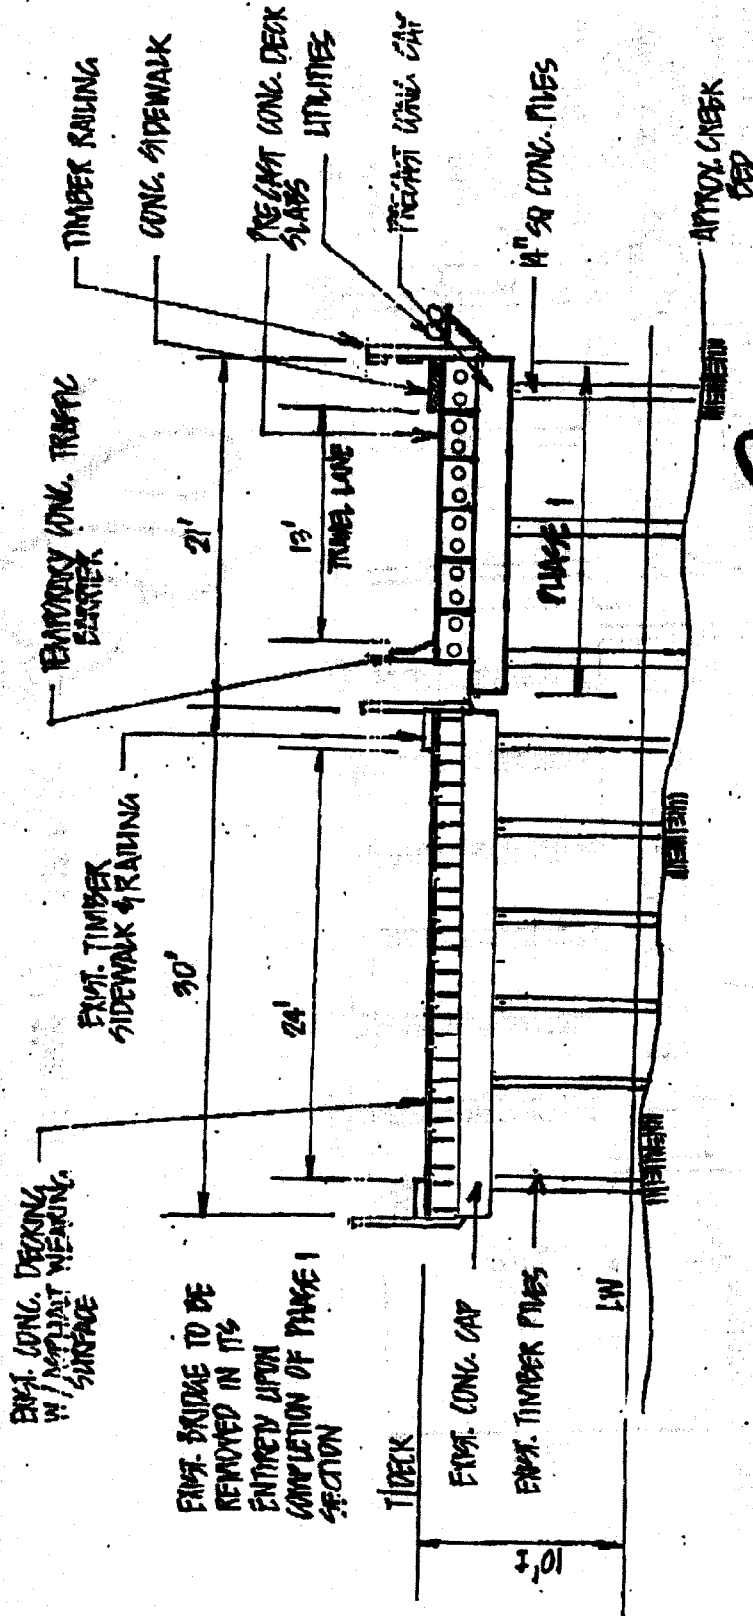 EXIST. CONC. DECKING
W/ ASPHALT WEARING
SURFACE
EXIST. TIMBER
SIDEWALK & RAILING
TEMPORARY CONC. TRAFFIC
BARRIER
TIMBER RAILING
CONC. SIDEWALK
PRECAST CONC. DECK
SLABS
UTILITIES
PRECAST CONC. CAP
14" SQ CONC. PILES
APPROX. CREEK
BED
30'
21'
24'
13'
TRAVEL LANE
PHASE 1
EXIST. BRIDGE TO BE
REMOVED IN ITS
ENTIRETY UPON
COMPLETION OF PHASE 1
SECTION
T/DECK
EXIST. CONC. CAP
EXIST. TIMBER PILES
LW
10'±